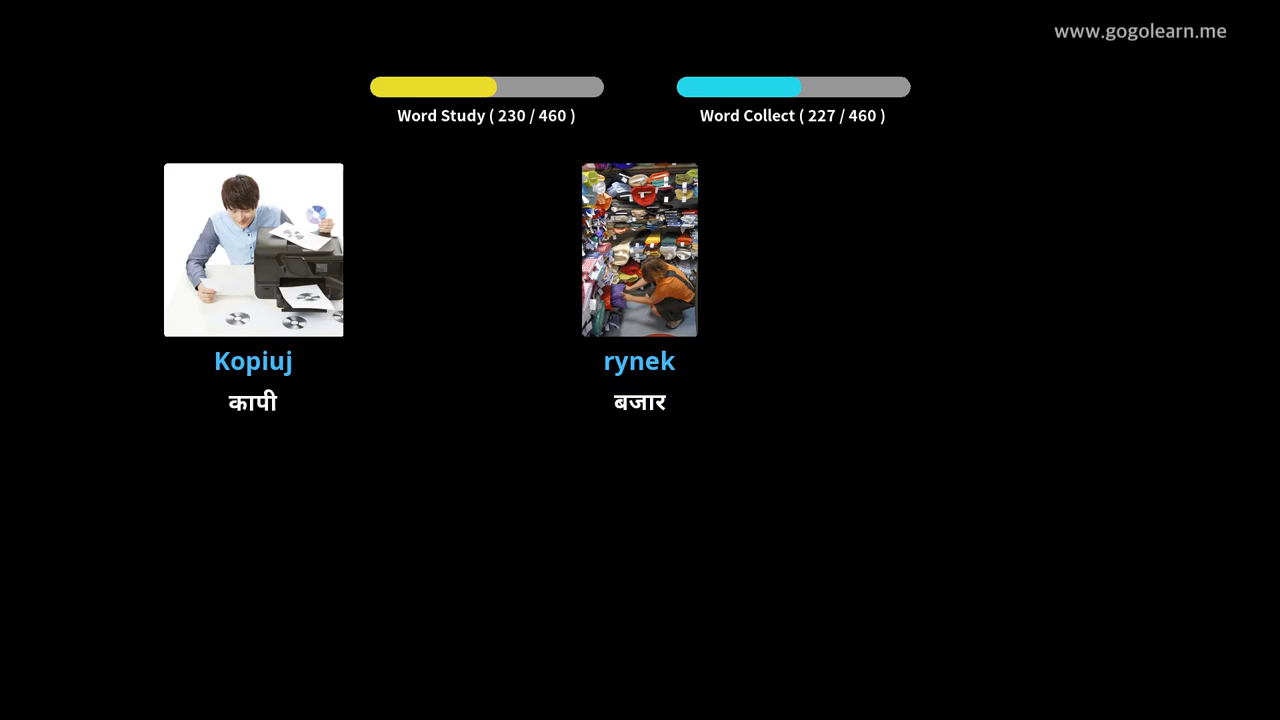 www.gogolearn.me
Word Study ( 230 / 460 )
Word Collect ( 227 / 460 )
Kopiuj
rynek
कापी
बजार